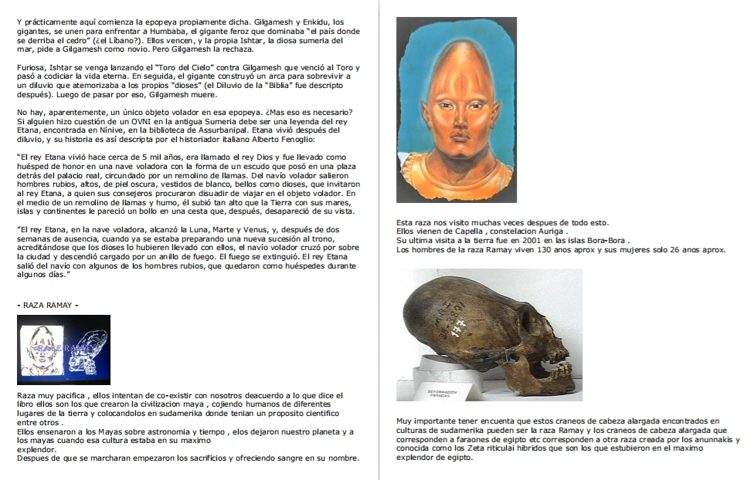 Y prácticamente aquí comienza la epopeya propiamente dicha. Gilgamesh y Enkidu, los
gigantes, se unen para enfrentar a Humbaba, el gigante feroz que dominaba “el país donde
se derriba el cedro” (¿el Líbano?). Ellos vencen, y la propia Ishtar, la diosa sumeria del
mar, pide a Gilgamesh como novio. Pero Gilgamesh la rechaza.
Furiosa, Ishtar se venga lanzando el “Toro del Cielo” contra Gilgamesh que venció al Toro y
pasó a codiciar la vida eterna. En seguida, el gigante construyó un arca para sobrevivir a
un diluvio que atemorizaba a los propios “dioses” (el Diluvio de la “Biblia” fue descripto
después). Luego de pasar por eso, Gilgamesh muere.
No hay, aparentemente, un único objeto volador en esa epopeya. ¿Mas eso es necesario?
Si alguien hizo cuestión de un OVNI en la antigua Sumeria debe ser una leyenda del rey
Etana, encontrada en Nínive, en la biblioteca de Assurbanipal. Etana vivió después del
diluvio, y su historia es así descripta por el historiador italiano Alberto Fenoglio:
“El rey Etana vivió hace cerca de 5 mil años, era llamado el rey Dios y fue llevado como
huésped de honor en una nave voladora con la forma de un escudo que posó en una plaza
detrás del palacio real, circundado por un remolino de llamas. Del navío volador salieron
hombres rubios, altos, de piel oscura, vestidos de blanco, bellos como dioses, que invitaron
al rey Etana, a quien sus consejeros procuraron disuadir de viajar en el objeto volador. En
el medio de un remolino de llamas y humo, él subió tan alto que la Tierra con sus mares,
islas y continentes le pareció un bollo en una cesta que, después, desapareció de su vista.
“El rey Etana, en la nave voladora, alcanzó la Luna, Marte y Venus, y, después de dos
semanas de ausencia, cuando ya se estaba preparando una nueva sucesión al trono,
acreditándose que los dioses lo hubieren llevado con ellos, el navío volador cruzó por sobre
la ciudad y descendió cargado por un anillo de fuego. El fuego se extinguió. El rey Etana
salió del navío con algunos de los hombres rubios, que quedaron como huéspedes durante
algunos días.”
- RAZA RAMAY -
Raza muy pacifica , ellos intentan de co-existir con nosotros deacuerdo a lo que dice el
libro ellos son los que crearon la civilizacion maya , cojiendo humanos de diferentes
lugares de la tierra y colocandolos en sudamerika donde tenian un proposito cientifico
entre otros .
Ellos ensenaron a los Mayas sobre astronomia y tiempo , elos dejaron nuestro planeta y a
los mayas cuando esa cultura estaba en su maximo
explendor.
Despues de que se marcharan empezaron los sacrificios y ofreciendo sangre en su nombre.
Esta raza nos visito muchas veces despues de todo esto.
Ellos vienen de Capella , constelacion Auriga .
Su ultima visita a la tierra fue en 2001 en las islas Bora-Bora .
Los hombres de la raza Ramay viven 130 anos aprox y sus mujeres solo 26 anos aprox.
177
Muy importante tener encuenta que estos craneos de cabeza alargada encontrados en
culturas de sudamerika pueden ser la raza Ramay y los craneos de cabeza alargada que
corresponden a faraones de egipto etc corresponden a otra raza creada por los anunnakis y
conocida como los Zeta riticulai hibridos que son los que estubieron en el maximo
explendor de egipto.